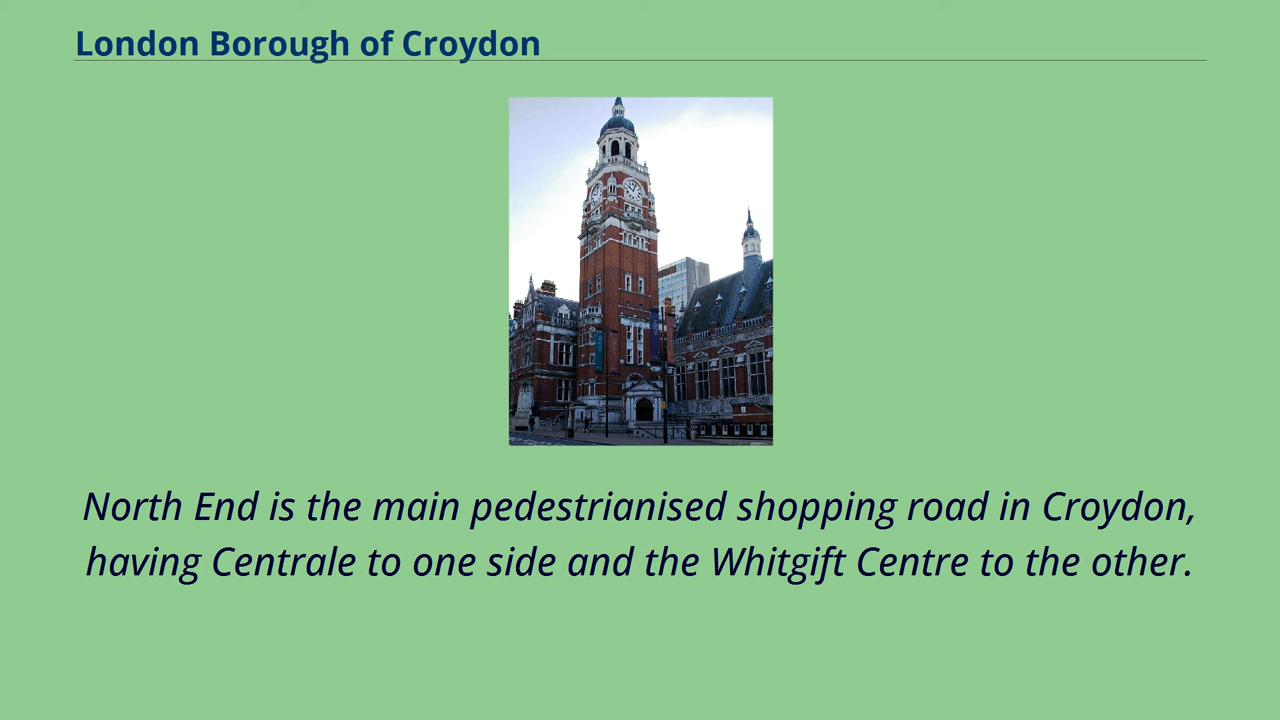 London Borough of Croydon
North End is the main pedestrianised shopping road in Croydon,
having Centrale to one side and the Whitgift Centre to the other.